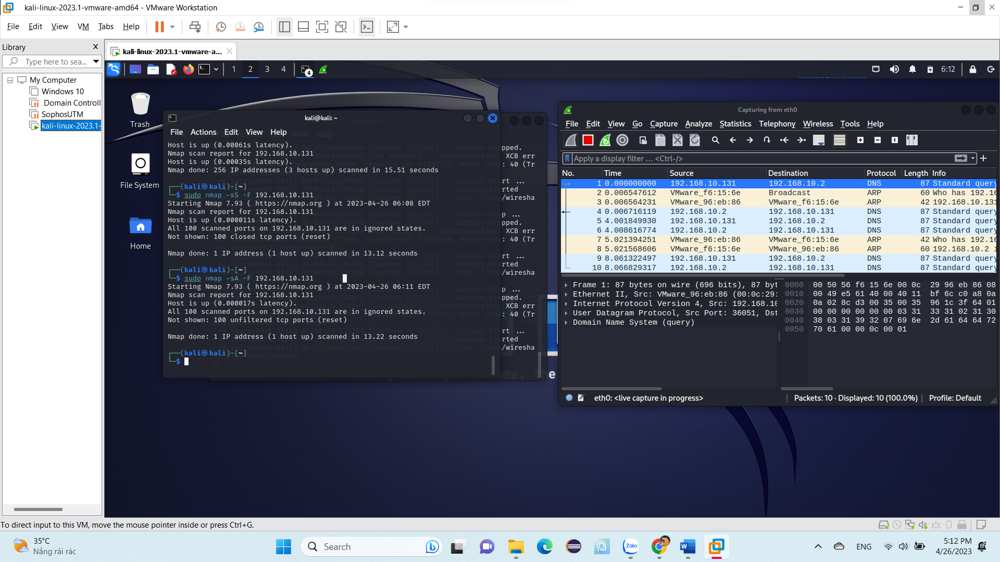 kali-linux-2023.1-vmware-amd64 - VMware Workstation
File Edit View VM Tabs Help
Library
Type here to sea...
My Computer
Windows 10
Domain Controll
SophosUTM
kali-linux-2023.1-
kali-linux-2023.1-vmware-a...
1 2 3 4
4
6:12
Trash
File System
Home
kali@kali: ~
File Actions Edit View Help
Host is up (0.00061s latency).
Nmap scan report for 192.168.10.131
Host is up (0.00035s latency).
Nmap done: 256 IP addresses (3 hosts up) scanned in 15.51 seconds
(kali㉿kali)-[~]
$ sudo nmap -sS -F 192.168.10.131
Starting Nmap 7.93 ( https://nmap.org ) at 2023-04-26 06:08 EDT
Nmap scan report for 192.168.10.131
Host is up (0.000011s latency).
All 100 scanned ports on 192.168.10.131 are in ignored states.
Not shown: 100 closed tcp ports (reset)
Nmap done: 1 IP address (1 host up) scanned in 13.12 seconds
(kali㉿kali)-[~]
$ sudo nmap -sA -F 192.168.10.131
Starting Nmap 7.93 ( https://nmap.org ) at 2023-04-26 06:11 EDT
Nmap scan report for 192.168.10.131
Host is up (0.000017s latency).
All 100 scanned ports on 192.168.10.131 are in ignored states.
Not shown: 100 unfiltered tcp ports (reset)
Nmap done: 1 IP address (1 host up) scanned in 13.22 seconds
(kali㉿kali)-[~]
$
pped.
XCB err
: 40 (Tr
rt ...
arted
/wiresha
p ...
pped.
XCB err
: 40 (Tr
rt ...
rted
/wiresha
p ...
pped.
XCB err
: 40 (Tr
rt ...
arted
/wiresha
ome, the
Capturing from eth0
File Edit View Go Capture Analyze Statistics Telephony Wireless Tools Help
Apply a display filter ... <Ctrl-/>
No. Time Source Destination Protocol Length Info
1 0.000000000 192.168.10.131 192.168.10.2 DNS 87 Standard query
2 0.006547612 VMware_f6:15:6e Broadcast ARP 60 Who has 192.16
3 0.006564231 VMware_96:eb:86 VMware_f6:15:6e ARP 42 192.168.10.131
4 0.006716119 192.168.10.2 192.168.10.131 DNS 87 Standard query
5 4.001849930 192.168.10.131 192.168.10.2 DNS 87 Standard query
6 4.008616774 192.168.10.2 192.168.10.131 DNS 87 Standard query
7 5.021394251 VMware_96:eb:86 VMware_f6:15:6e ARP 42 Who has 192.16
8 5.021568606 VMware_f6:15:6e VMware_96:eb:86 ARP 60 192.168.10.2 i
9 8.061322497 192.168.10.131 192.168.10.2 DNS 87 Standard query
10 8.066829317 192.168.10.2 192.168.10.131 DNS 87 Standard query
Frame 1: 87 bytes on wire (696 bits), 87 byt
Ethernet II, Src: VMware_96:eb:86 (00:0c:29:
Internet Protocol Version 4, Src: 192.168.10
User Datagram Protocol, Src Port: 36051, Dst
Domain Name System (query)
0000 00 50 56 f6 15 6e 00 0c 29 96 eb 86 08
0010 00 49 e5 61 40 00 40 11 bf 6c c0 a8 0a
0020 0a 02 8c d3 00 35 00 35 96 1c 3f 64 01
0030 00 00 00 00 00 00 03 31 33 31 02 31 30
0040 38 03 31 39 32 07 69 6e 2d 61 64 64 72
0050 70 61 00 00 0c 00 01
eth0: <live capture in progress>
Packets: 10 · Displayed: 10 (100.0%)
Profile: Default
To direct input to this VM, move the mouse pointer inside or press Ctrl+G.
35°C
Nắng rải rác
Search
Zalo
ENG
5:12 PM
4/26/2023